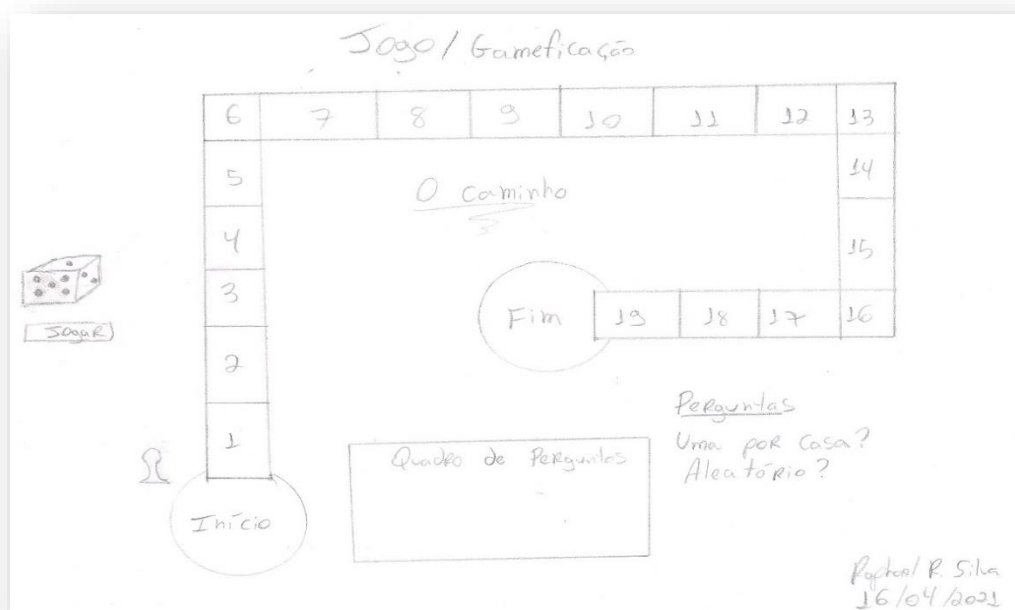 Jogo/Gameficação
6 7 8 9 10 11 12 13
5
14
O caminho
4
15
3
Fim 19 18 17 16
[JogaR]
2
Perguntas
1
Uma por Casa?
Quadro de Perguntas
Aleatório?
Início
R. Silva
16/04/2021